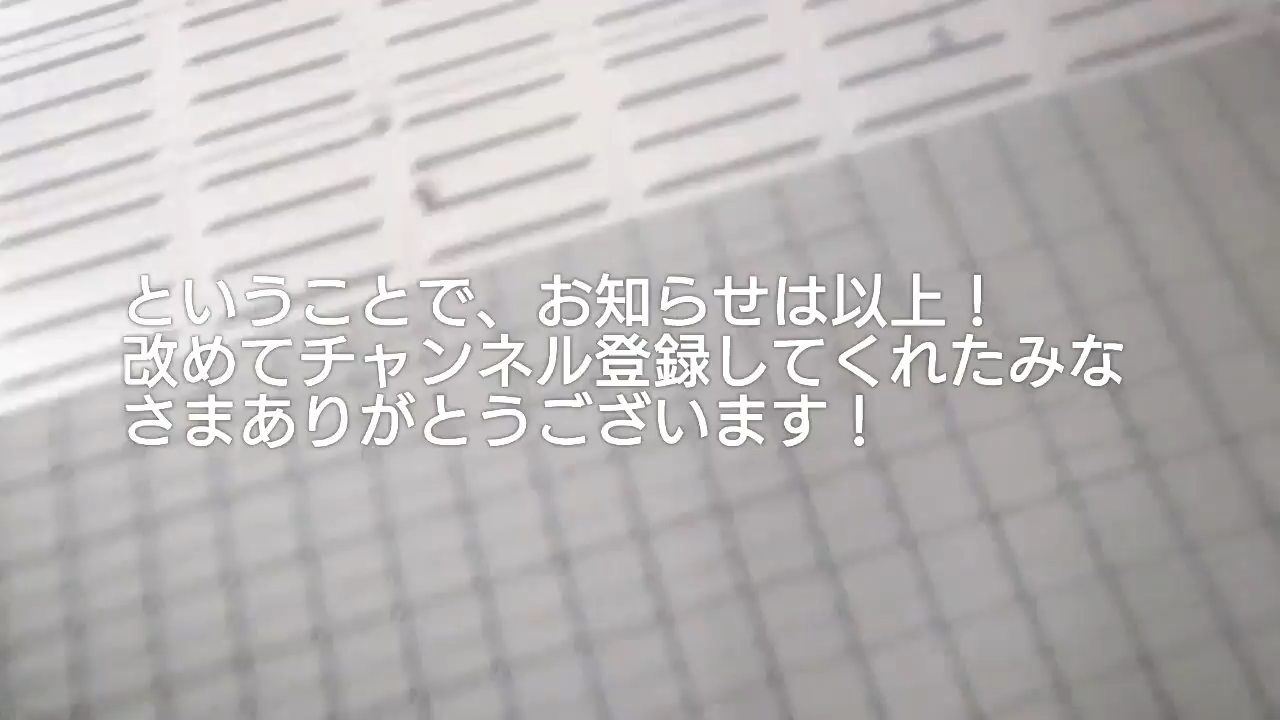 ということで、お知らせは以上！
改めてチャンネル登録してくれたみな
さまありがとうございます！